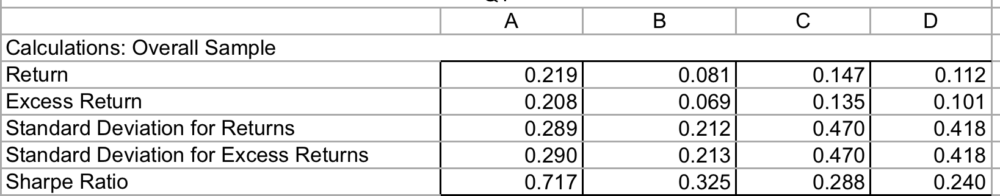 A B C D
Calculations: Overall Sample
Return 0.219 0.081 0.147 0.112
Excess Return 0.208 0.069 0.135 0.101
Standard Deviation for Returns 0.289 0.212 0.470 0.418
Standard Deviation for Excess Returns 0.290 0.213 0.470 0.418
Sharpe Ratio 0.717 0.325 0.288 0.240